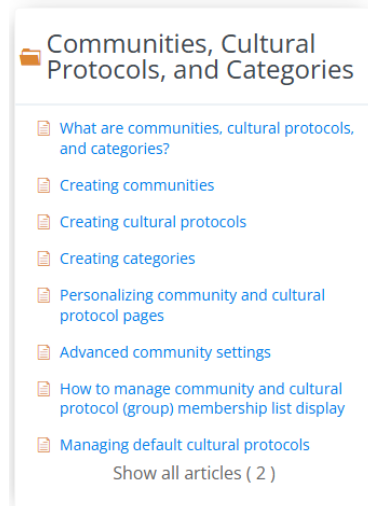 Communities, Cultural
Protocols, and Categories
What are communities, cultural protocols,
and categories?
Creating communities
Creating cultural protocols
Creating categories
Personalizing community and cultural
protocol pages
Advanced community settings
How to manage community and cultural
protocol (group) membership list display
Managing default cultural protocols
Show all articles ( 2 )